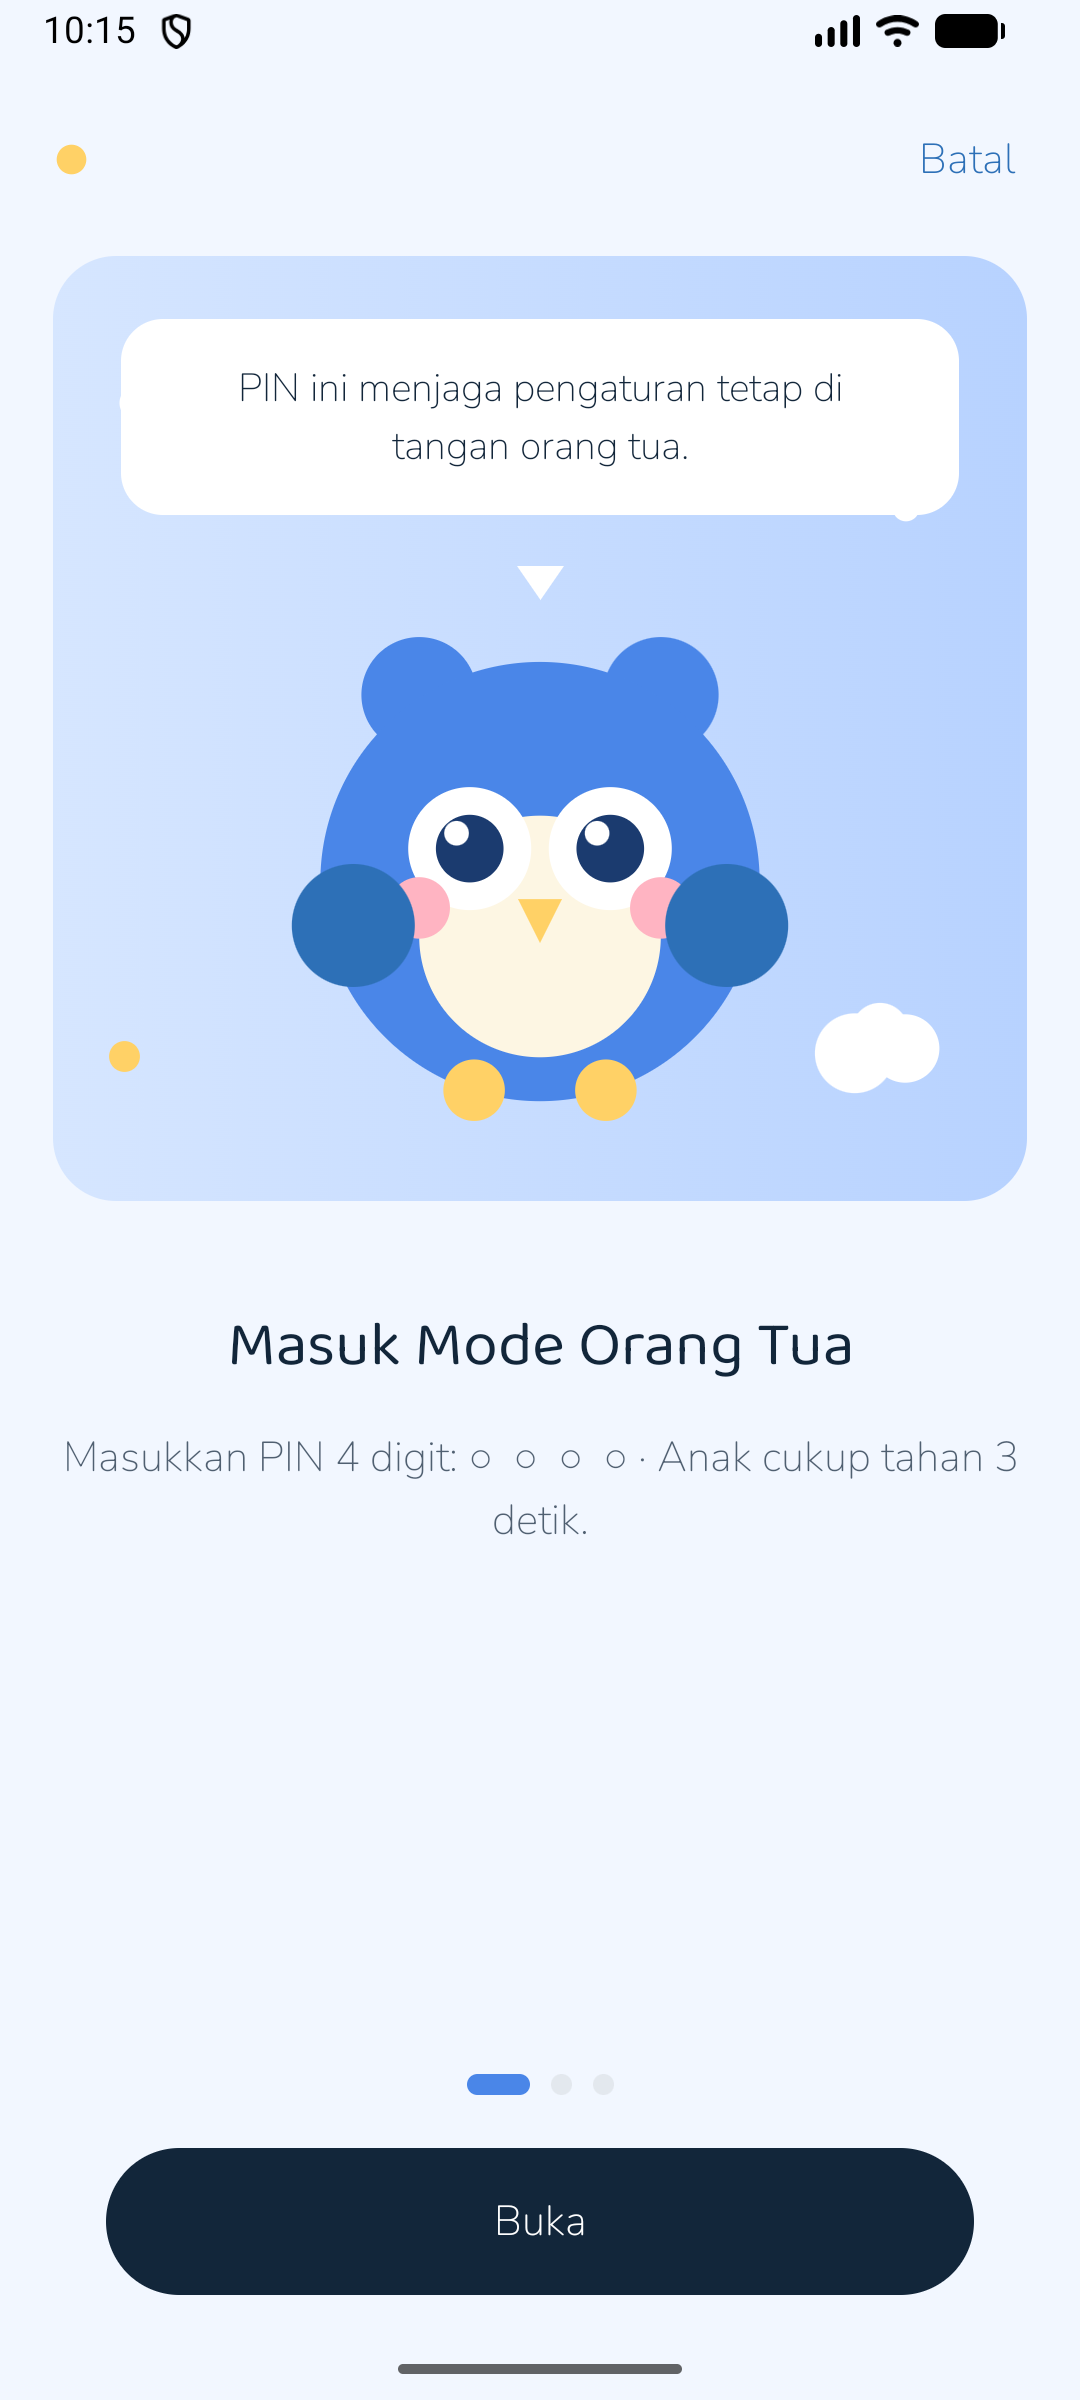 10:15
Batal
PIN ini menjaga pengaturan tetap di
tangan orang tua.
Masuk Mode Orang Tua
Masukkan PIN 4 digit: ○ ○ ○ ○ · Anak cukup tahan 3
detik.
Buka